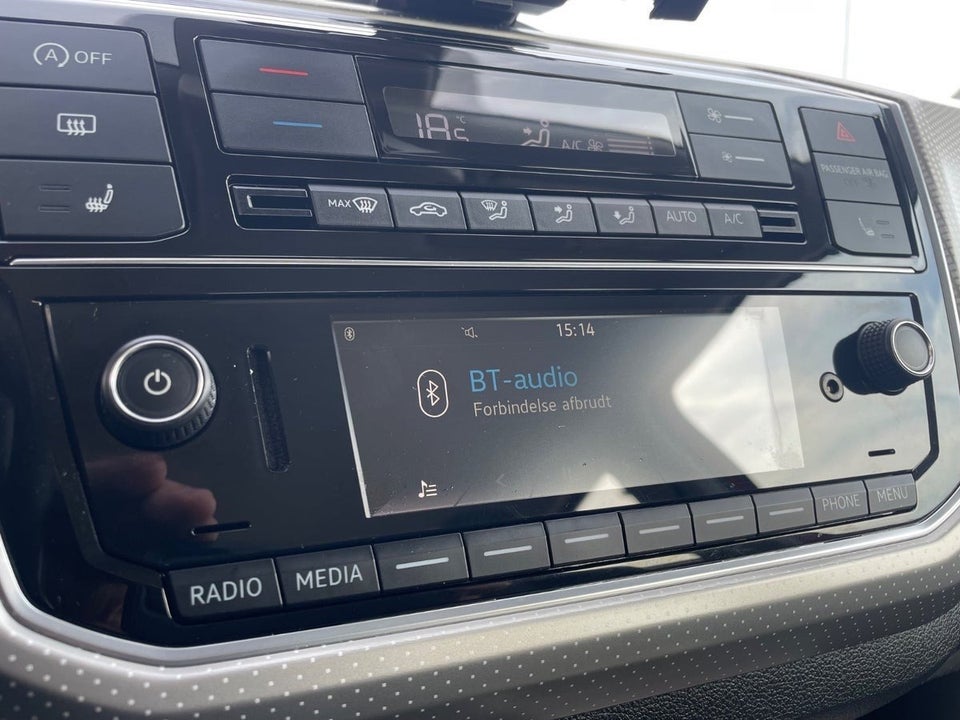 A OFF
MAX
AUTO
A/C
°C
A/C
PASSENGER AIR BAG
15:14
BT-audio
Forbindelse afbrudt
RADIO
MEDIA
PHONE
MENU